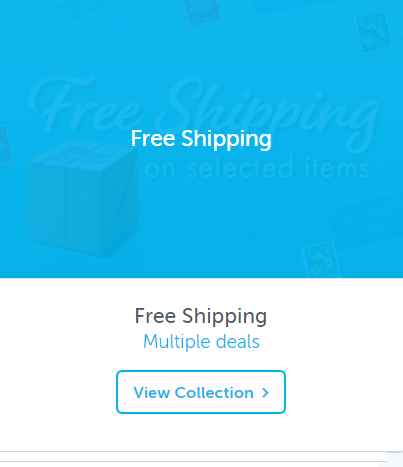 Free Shipping
Free Shipping
on selected items
Free Shipping
Multiple deals
View Collection >